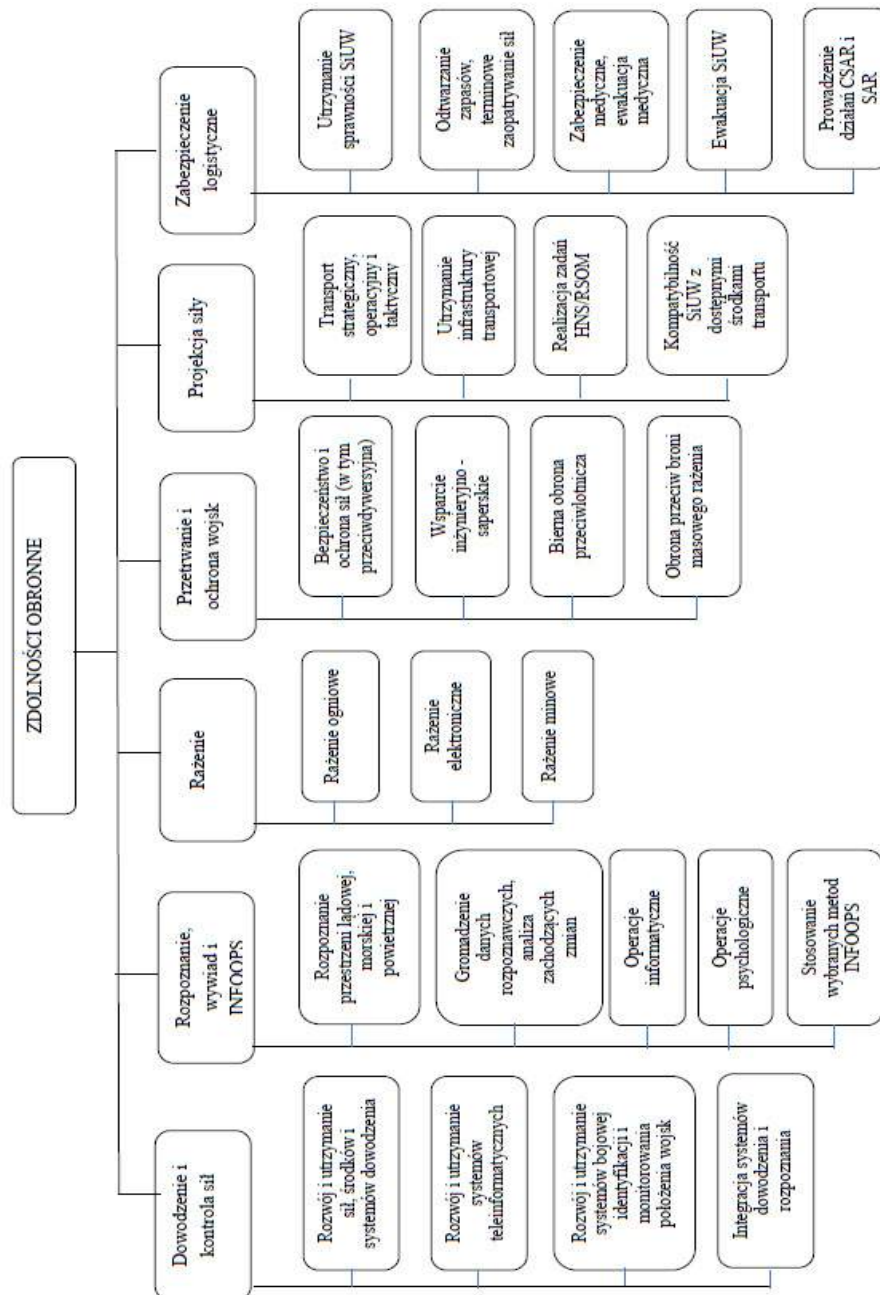 ZDOLNOŚCI OBRONNE
Dowodzenie i
kontrola sił
Rozwój i utrzymanie
sił, środków i
systemów dowodzenia
Rozwój i utrzymanie
systemów
teleinformatycznych
Rozwój i utrzymanie
systemów bojowej
identyfikacji i
monitorowania
położenia wojsk
Integracja systemów
dowodzenia i
rozpoznania
Rozpoznanie,
wywiad i
INFOOPS
Rozpoznanie
przestrzeni lądowej,
morskiej i
powietrznej
Gromadzenie
danych
rozpoznawczych,
analiza
zachodzących
zmian
Operacje
informatyczne
Operacje
psychologiczne
Stosowanie
wybranych metod
INFOOPS
Rażenie
Rażenie ogniowe
Rażenie
elektroniczne
Rażenie minowe
Przetrwanie i
ochrona wojsk
Bezpieczeństwo i
ochrona sił (w tym
przeciwdywersyjna)
Wsparcie
inżymeryjno -
saperskie
Bierna obrona
przeciwlotnicza
Obrona przeciw broni
masowego rażenia
Projekcja siły
Transport
strategiczny,
operacyjny i
taktyczny
Utrzymanie
infrastruktury
transportowej
Realizacja zadań
HNS/RSOM
Kompatybilność
SiUW z
dostępnymi
środkami
transportu
Zabezpieczenie
logistyczne
Utrzymanie
sprawności SiUW
Odtwarzanie
zapasów,
terminowe
zaopatrywanie sił
Zabezpieczenie
medyczne,
ewakuacja
medyczna
Ewakuacja SiUW
Prowadzenie
działań CSAR i
SAR